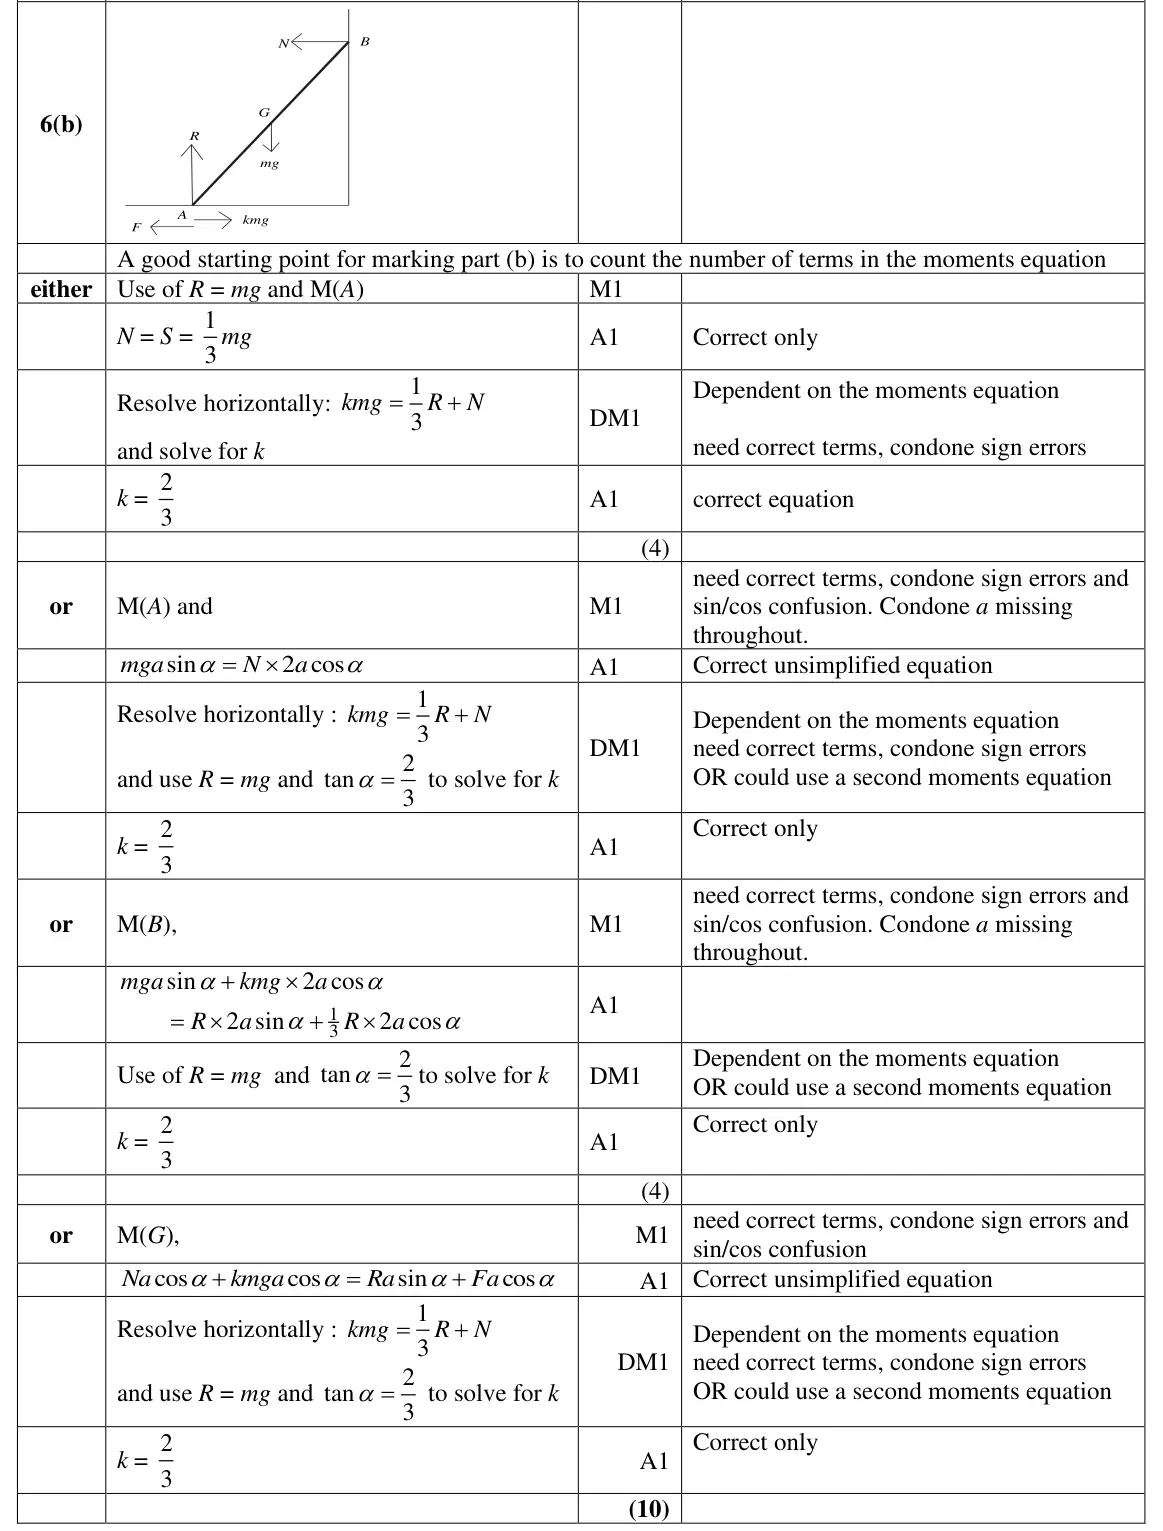 6(b)
N
B
G
R
mg
A
kmg
F
A good starting point for marking part (b) is to count the number of terms in the moments equation
either Use of R = mg and M(A) M1
N = S = 1/3 mg A1 Correct only
Resolve horizontally: kmg = 1/3 R + N
and solve for k
DM1
Dependent on the moments equation
need correct terms, condone sign errors
k = 2/3 A1 correct equation
(4)
or M(A) and M1
need correct terms, condone sign errors and
sin/cos confusion. Condone a missing
throughout.
mga sin α = N × 2a cos α A1 Correct unsimplified equation
Resolve horizontally : kmg = 1/3 R + N
and use R = mg and tan α = 2/3 to solve for k
DM1
Dependent on the moments equation
need correct terms, condone sign errors
OR could use a second moments equation
k = 2/3 A1 Correct only
or M(B), M1
need correct terms, condone sign errors and
sin/cos confusion. Condone a missing
throughout.
mga sin α + kmg × 2a cos α
= R × 2a sin α + 1/3 R × 2a cos α
A1
Use of R = mg and tan α = 2/3 to solve for k DM1
Dependent on the moments equation
OR could use a second moments equation
k = 2/3 A1 Correct only
(4)
or M(G), M1
need correct terms, condone sign errors and
sin/cos confusion
Na cos α + kmga cos α = Ra sin α + Fa cos α A1 Correct unsimplified equation
Resolve horizontally : kmg = 1/3 R + N
and use R = mg and tan α = 2/3 to solve for k
DM1
Dependent on the moments equation
need correct terms, condone sign errors
OR could use a second moments equation
k = 2/3 A1 Correct only
(10)